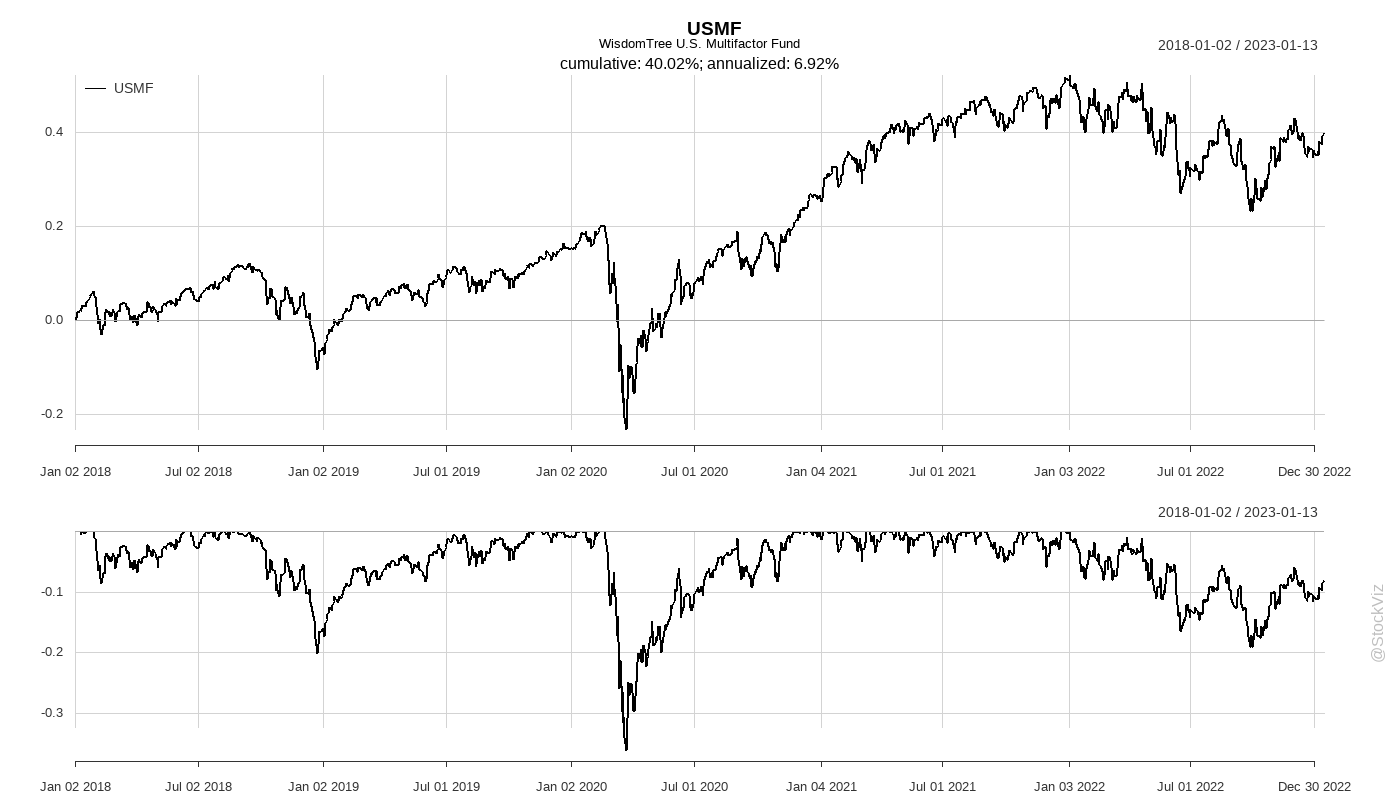 USMF
WisdomTree U.S. Multifactor Fund
2018-01-02 / 2023-01-13
cumulative: 40.02%; annualized: 6.92%
USMF
0.4
0.2
0.0
-0.2
Jan 02 2018 Jul 02 2018 Jan 02 2019 Jul 01 2019 Jan 02 2020 Jul 01 2020 Jan 04 2021 Jul 01 2021 Jan 03 2022 Jul 01 2022 Dec 30 2022
2018-01-02 / 2023-01-13
-0.1
-0.2
-0.3
Jan 02 2018 Jul 02 2018 Jan 02 2019 Jul 01 2019 Jan 02 2020 Jul 01 2020 Jan 04 2021 Jul 01 2021 Jan 03 2022 Jul 01 2022 Dec 30 2022
@StockViz